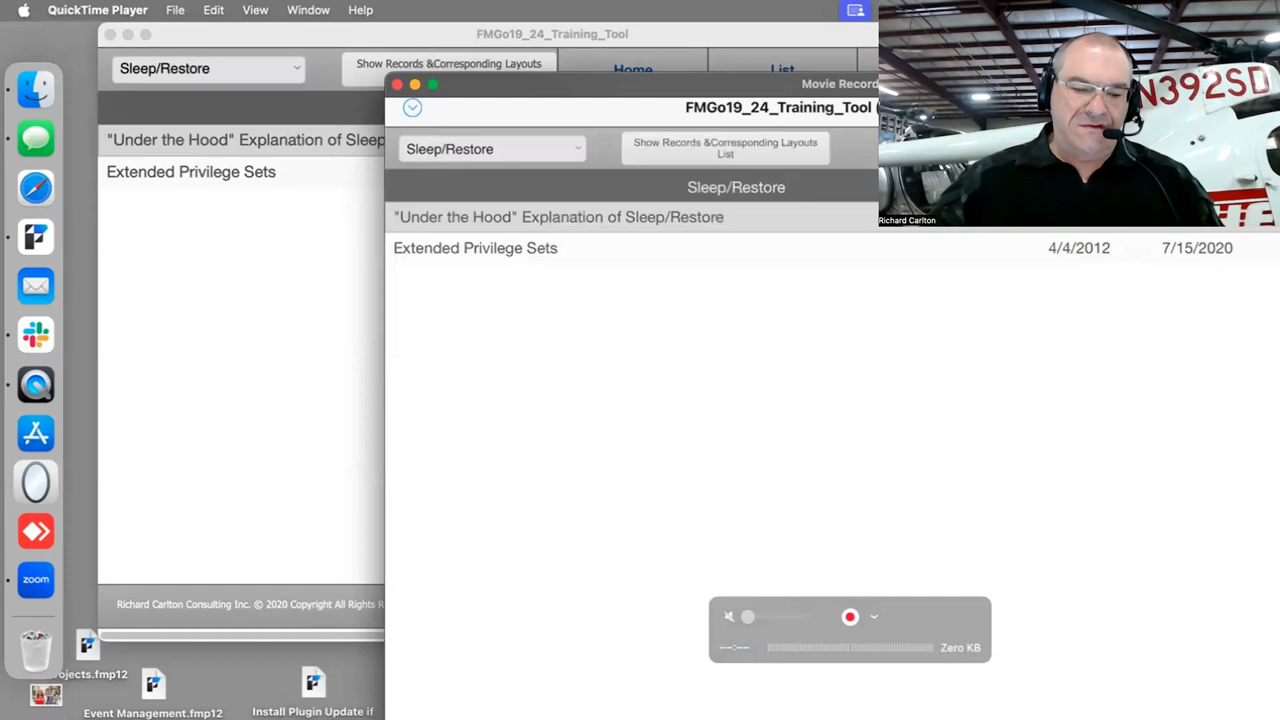 QuickTime Player File Edit View Window Help
FMGo19_24_Training_Tool
Sleep/Restore
Show Records &Corresponding Layouts
Home
List
"Under the Hood" Explanation of Sleep
Extended Privilege Sets
Movie Record
FMGo19_24_Training_Tool (
Sleep/Restore
Show Records &Corresponding Layouts
List
Sleep/Restore
"Under the Hood" Explanation of Sleep/Restore
Extended Privilege Sets 4/4/2012 7/15/2020
N392SD
Richard Carlton
zoom
--:--
Zero KB
Richard Carlton Consulting Inc. © 2020 Copyright All Rights R
rojects.fmp12
Event Management.fmp12
Install Plugin Update if